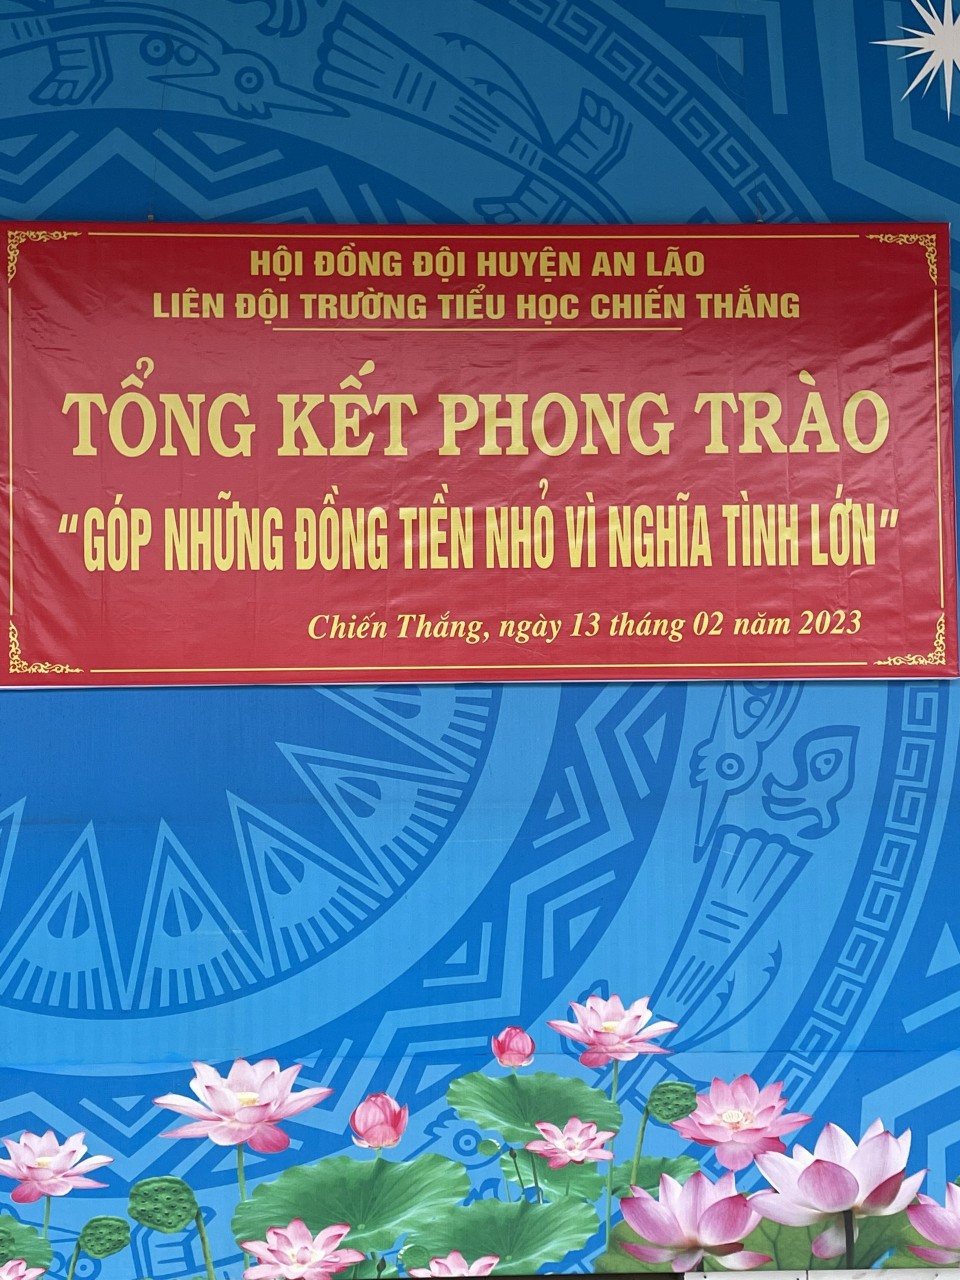 HỘI ĐỒNG ĐỘI HUYỆN AN LÃO
LIÊN ĐỘI TRƯỜNG TIỂU HỌC CHIẾN THẮNG
TỔNG KẾT PHONG TRÀO
"GÓP NHỮNG ĐỒNG TIỀN NHỎ VÌ NGHĨA TÌNH LỚN"
Chiến Thắng, ngày 13 tháng 02 năm 2023